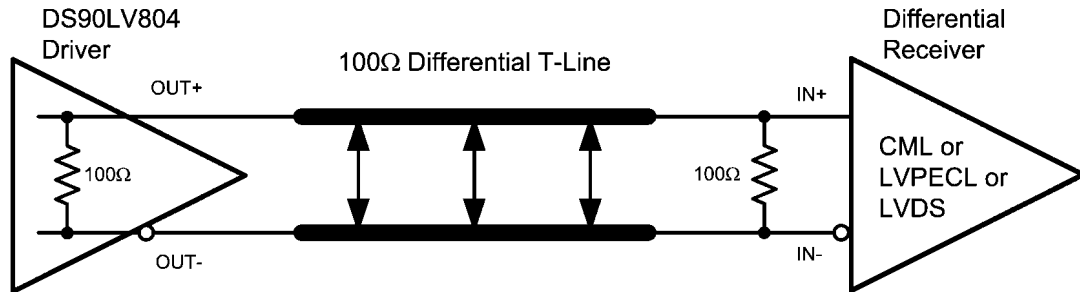 DS90LV804
Driver
OUT+
100Ω
OUT-
100Ω Differential T-Line
IN+
100Ω
IN-
Differential
Receiver
CML or
LVPECL or
LVDS